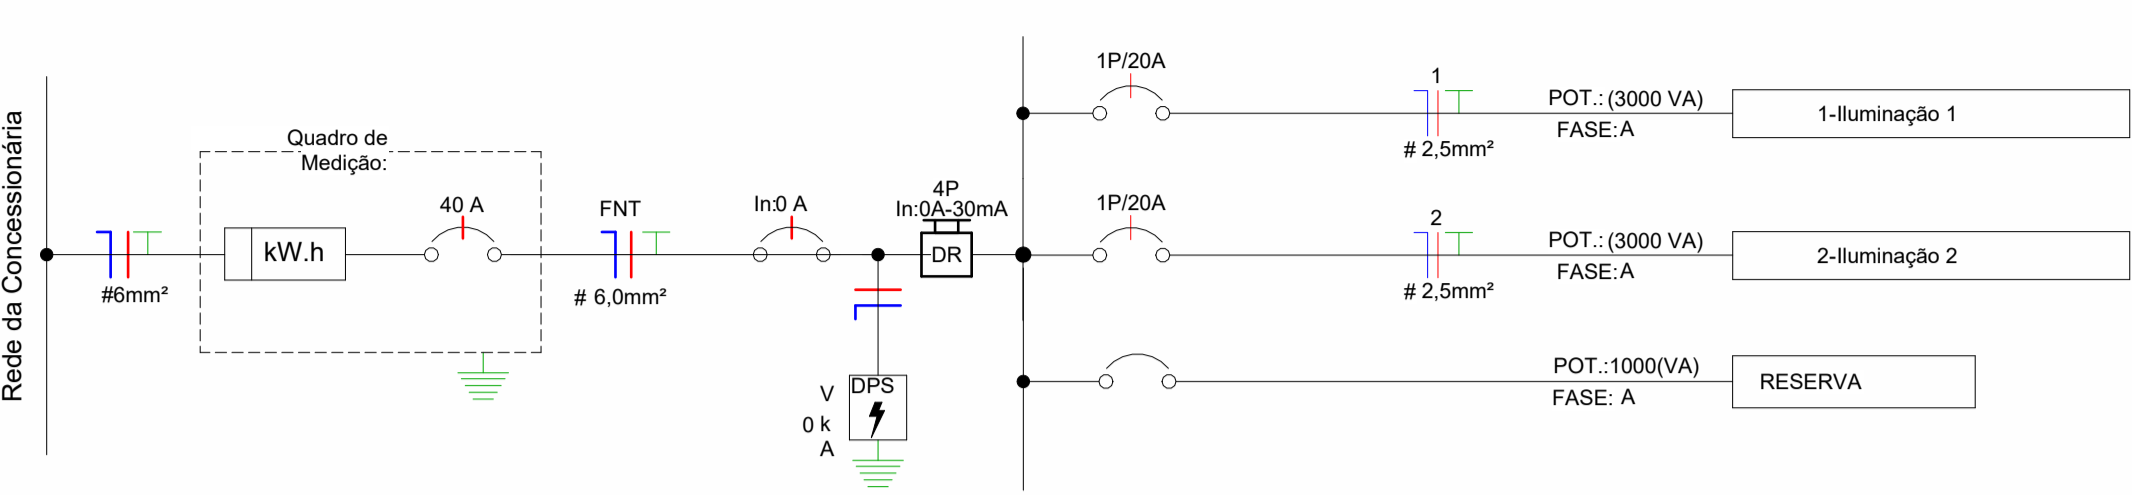 Rede da Concessionária
#6mm²
Quadro de
Medição:
kW.h
40 A
FNT
# 6,0mm²
In:0 A
V
0 k
A
DPS
4P
In:0A-30mA
DR
1P/20A
1
# 2,5mm²
POT.: (3000 VA)
FASE: A
1-Iluminação 1
1P/20A
2
# 2,5mm²
POT.: (3000 VA)
FASE: A
2-Iluminação 2
POT.:1000(VA)
FASE: A
RESERVA